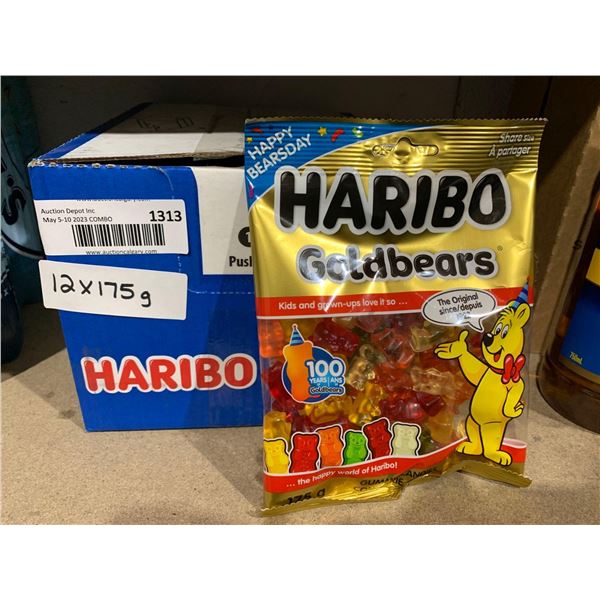 Auction Depot Inc
May 5-10 2023 COMBO
1313
www.auctioncalgary.com
12x175g
Push
HARIBO
HAPPY
BEARSDAY
Share size
À partager
HARIBO
Goldbears
Kids and grown-ups love it so ...
The Original
since/depuis
100
YEARS|ANS
Goldbears
... the happy world of Haribo!
175 g
750ml